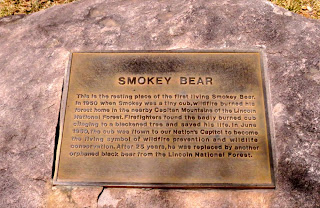 SMOKEY BEAR
This is the resting place of the first living Smokey Bear.
In 1950 when Smokey was a tiny cub, wildfire burned his
forest home in the nearby Capitan Mountains of the Lincoln
National Forest. Firefighters found the badly burned cub
clinging to a blackened tree and saved his life. In June
1950, the cub was flown to our Nation's Capitol to become
the living symbol of wildfire prevention and wildlife
conservation. After 25 years, he was replaced by another
orphaned black bear from the Lincoln National Forest.